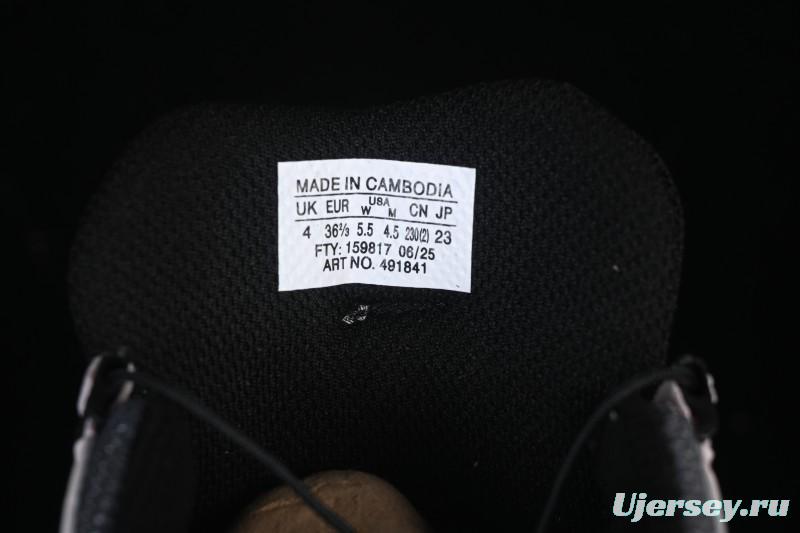 MADE IN CAMBODIA
UK EUR USA W M CN JP
4 36⅔ 5.5 4.5 230(2) 23
FTY: 159817 06/25
ART NO. 491841
Ujersey.ru